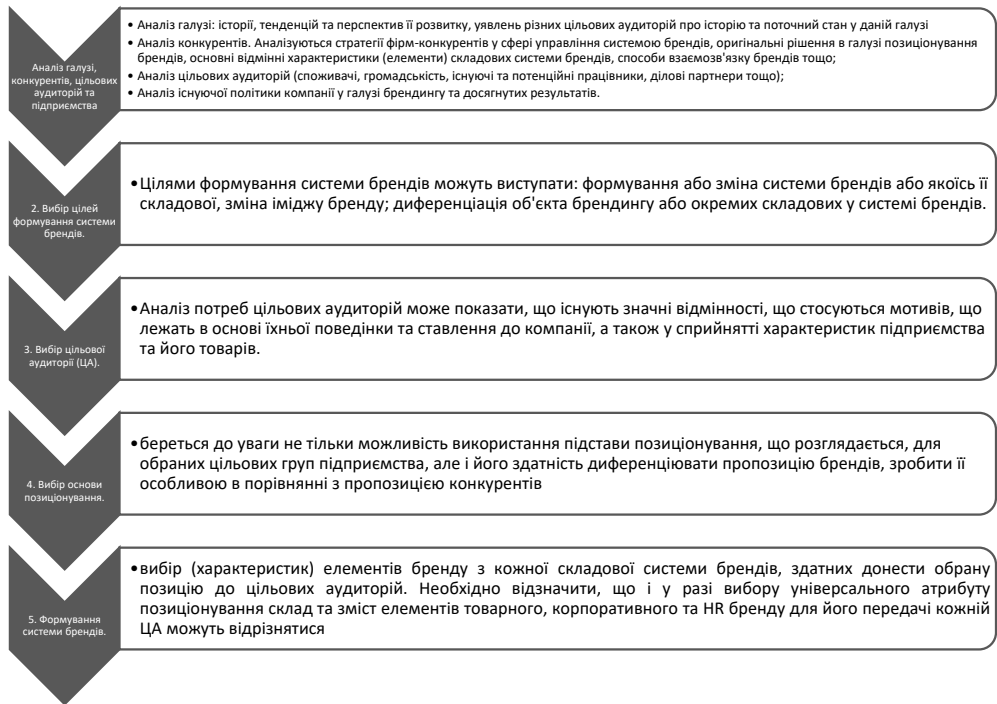 Аналіз галузі,
конкурентів, цільових
аудиторій та
підприємства
• Аналіз галузі: історії, тенденцій та перспектив її розвитку, уявлень різних цільових аудиторій про історію та поточний стан у даній галузі
• Аналіз конкурентів. Аналізуються стратегії фірм-конкурентів у сфері управління системою брендів, оригінальні рішення в галузі позиціонування
брендів, основні відмінні характеристики (елементи) складових системи брендів, способи взаємозв'язку брендів тощо;
• Аналіз цільових аудиторій (споживачі, громадськість, існуючі та потенційні працівники, ділові партнери тощо);
• Аналіз існуючої політики компанії у галузі брендингу та досягнутих результатів.
2. Вибір цілей
формування системи
брендів.
•Цілями формування системи брендів можуть виступати: формування або зміна системи брендів або якоїсь її
складової, зміна іміджу бренду; диференціація об'єкта брендингу або окремих складових у системі брендів.
3. Вибір цільової
аудиторії (ЦА).
•Аналіз потреб цільових аудиторій може показати, що існують значні відмінності, що стосуються мотивів, що
лежать в основі їхньої поведінки та ставлення до компанії, а також у сприйнятті характеристик підприємства
та його товарів.
4. Вибір основи
позиціонування.
•береться до уваги не тільки можливість використання підстави позиціонування, що розглядається, для
обраних цільових груп підприємства, але і його здатність диференціювати пропозицію брендів, зробити її
особливою в порівнянні з пропозицією конкурентів
5. Формування
системи брендів.
•вибір (характеристик) елементів бренду з кожної складової системи брендів, здатних донести обрану
позицію до цільових аудиторій. Необхідно відзначити, що і у разі вибору універсального атрибуту
позиціонування склад та зміст елементів товарного, корпоративного та HR бренду для його передачі кожній
ЦА можуть відрізнятися